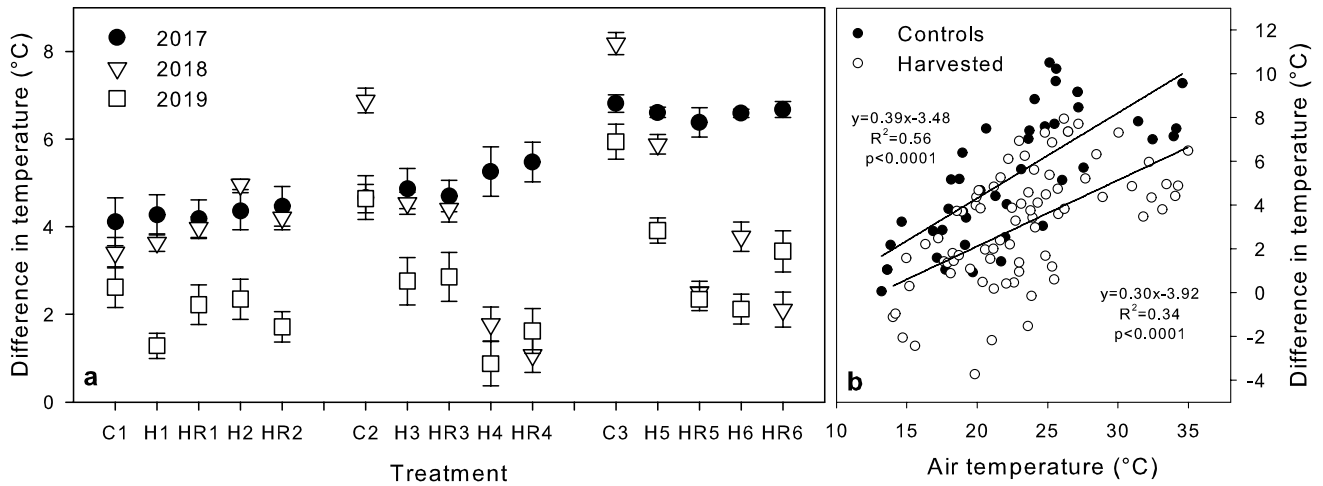 Difference in temperature (°C)
8
6
4
2
0
2017
2018
2019
a
C1 H1 HR1 H2 HR2 C2 H3 HR3 H4 HR4 C3 H5 HR5 H6 HR6
Treatment
Controls
Harvested
y=0.39x-3.48
R²=0.56
p<0.0001
y=0.30x-3.92
R²=0.34
p<0.0001
b
10 15 20 25 30 35
Air temperature (°C)
12
10
8
6
4
2
0
-2
-4
Difference in temperature (°C)